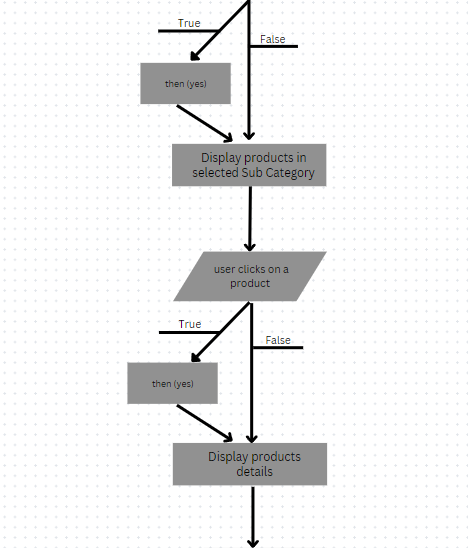 True
False
then (yes)
Display products in
selected Sub Category
user clicks on a
product
True
False
then (yes)
Display products
details